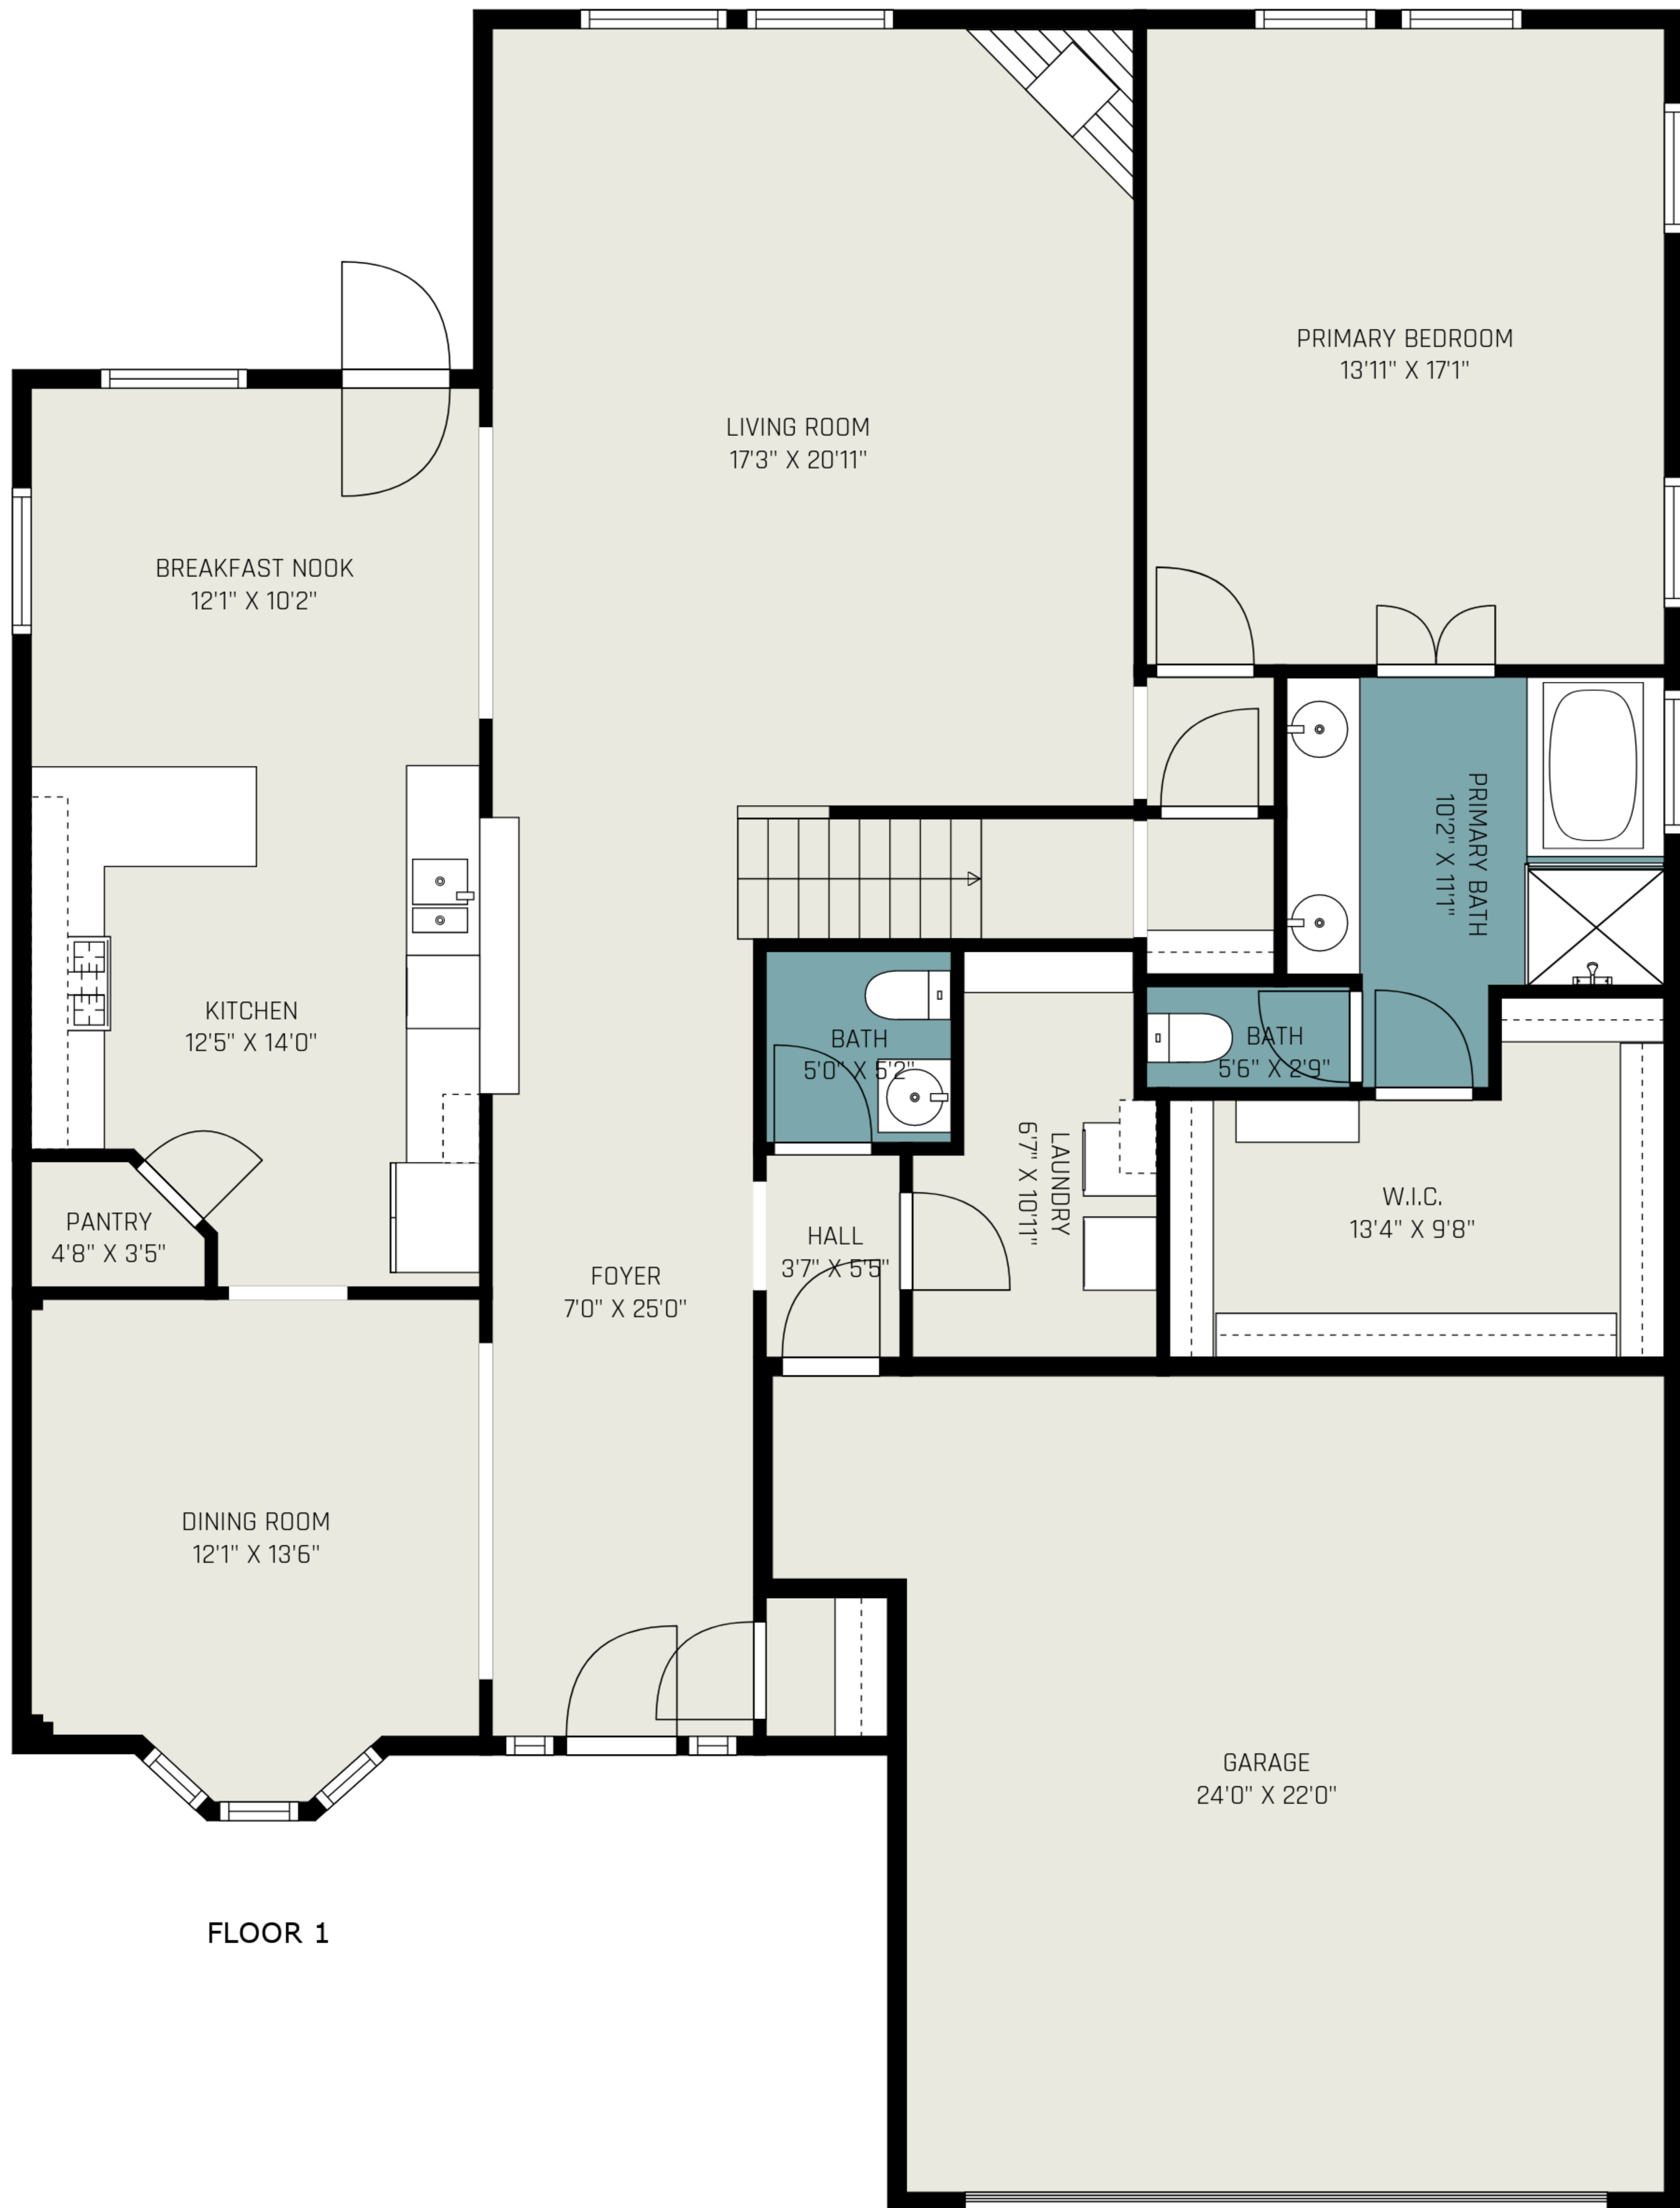 PRIMARY BEDROOM
13'11" X 17'1"
LIVING ROOM
17'3" X 20'11"
BREAKFAST NOOK
12'1" X 10'2"
PRIMARY BATH
10'2" X 11'1"
KITCHEN
12'5" X 14'0"
BATH
5'0" X 5'2"
BATH
5'6" X 2'9"
LAUNDRY
6'7" X 10'11"
W.I.C.
13'4" X 9'8"
PANTRY
4'8" X 3'5"
HALL
3'7" X 5'5"
FOYER
7'0" X 25'0"
DINING ROOM
12'1" X 13'6"
GARAGE
24'0" X 22'0"
FLOOR 1